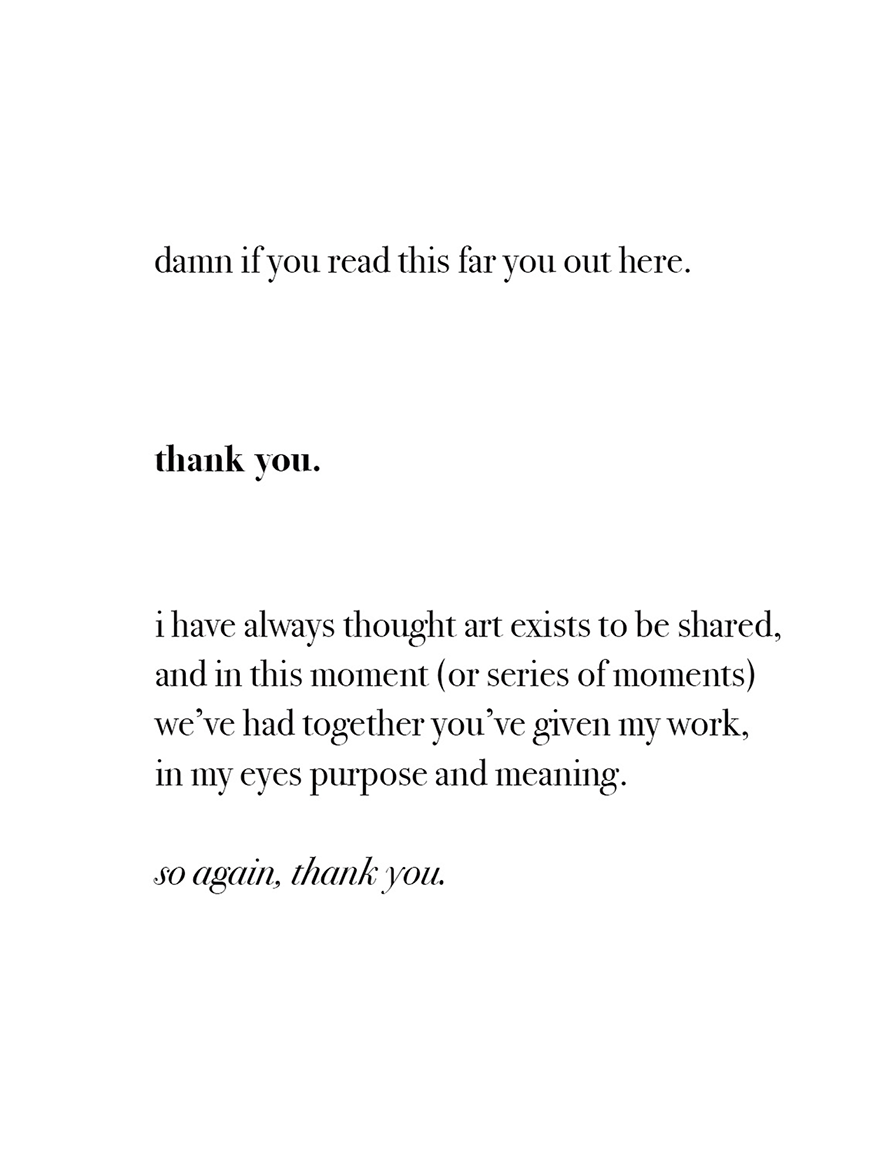 damn if you read this far you out here.
thank you.
i have always thought art exists to be shared,
and in this moment (or series of moments)
we’ve had together you’ve given my work,
in my eyes purpose and meaning.
so again, thank you.